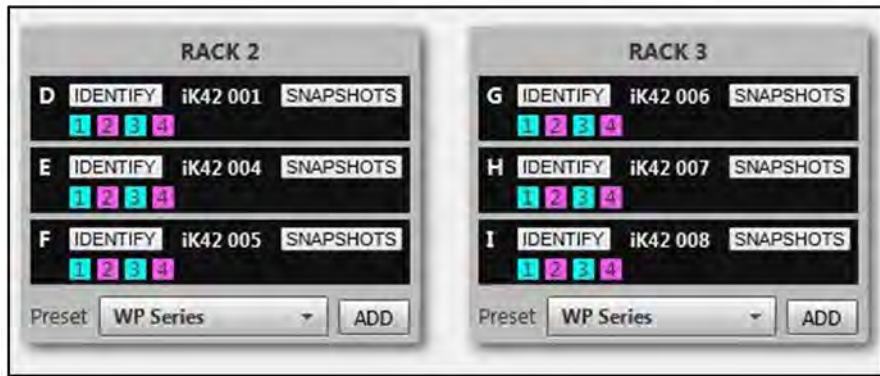 RACK 2
D IDENTIFY iK42 001 SNAPSHOTS
1 2 3 4
E IDENTIFY iK42 004 SNAPSHOTS
1 2 3 4
F IDENTIFY iK42 005 SNAPSHOTS
1 2 3 4
Preset WP Series ADD
RACK 3
G IDENTIFY iK42 006 SNAPSHOTS
1 2 3 4
H IDENTIFY iK42 007 SNAPSHOTS
1 2 3 4
I IDENTIFY iK42 008 SNAPSHOTS
1 2 3 4
Preset WP Series ADD